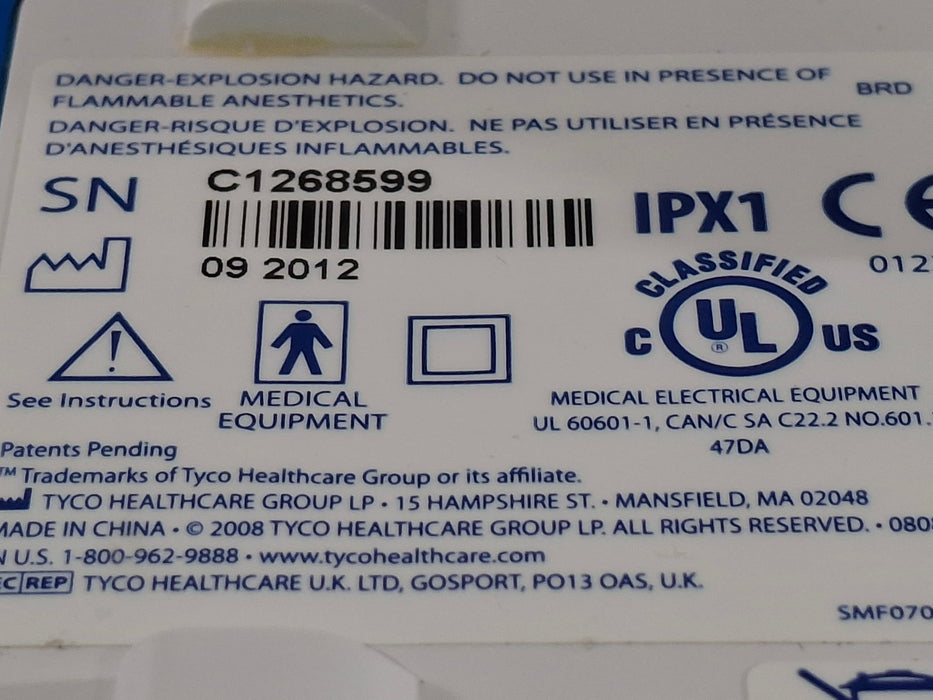 DANGER-EXPLOSION HAZARD. DO NOT USE IN PRESENCE OF
FLAMMABLE ANESTHETICS.
BRD
DANGER-RISQUE D'EXPLOSION. NE PAS UTILISER EN PRÉSENCE
D'ANESTHÉSIQUES INFLAMMABLES.
SN
C1268599
09 2012
IPX1
CE
012
CLASSIFIED
C UL ® US
See Instructions
MEDICAL
EQUIPMENT
MEDICAL ELECTRICAL EQUIPMENT
UL 60601-1, CAN/C SA C22.2 NO.601.
47DA
Patents Pending
™ Trademarks of Tyco Healthcare Group or its affiliate.
TYCO HEALTHCARE GROUP LP • 15 HAMPSHIRE ST. • MANSFIELD, MA 02048
MADE IN CHINA • © 2008 TYCO HEALTHCARE GROUP LP. ALL RIGHTS RESERVED. • 080
U.S. 1-800-962-9888 • www.tycohealthcare.com
EC REP TYCO HEALTHCARE U.K. LTD, GOSPORT, PO13 OAS, U.K.
SMF070